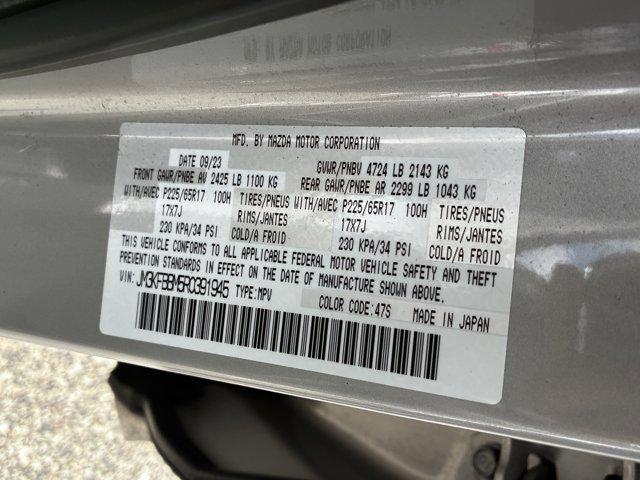 MFD. BY MAZDA MOTOR CORPORATION
DATE 09/23 GVWR/PNBV 4724 LB 2143 KG
FRONT GAWR/PNBE AV 2425 LB 1100 KG REAR GAWR/PNBE AR 2299 LB 1043 KG
WITH/AVEC P225/65R17 100H TIRES/PNEUS WITH/AVEC P225/65R17 100H TIRES/PNEUS
17X7J RIMS/JANTES 17X7J RIMS/JANTES
230 KPA/34 PSI COLD/A FROID 230 KPA/34 PSI COLD/A FROID
THIS VEHICLE CONFORMS TO ALL APPLICABLE FEDERAL MOTOR VEHICLE SAFETY AND THEFT
PREVENTION STANDARDS IN EFFECT ON THE DATE OF MANUFACTURE SHOWN ABOVE.
VIN: JM3KFBBM5R0391945 TYPE:MPV COLOR CODE:47S MADE IN JAPAN